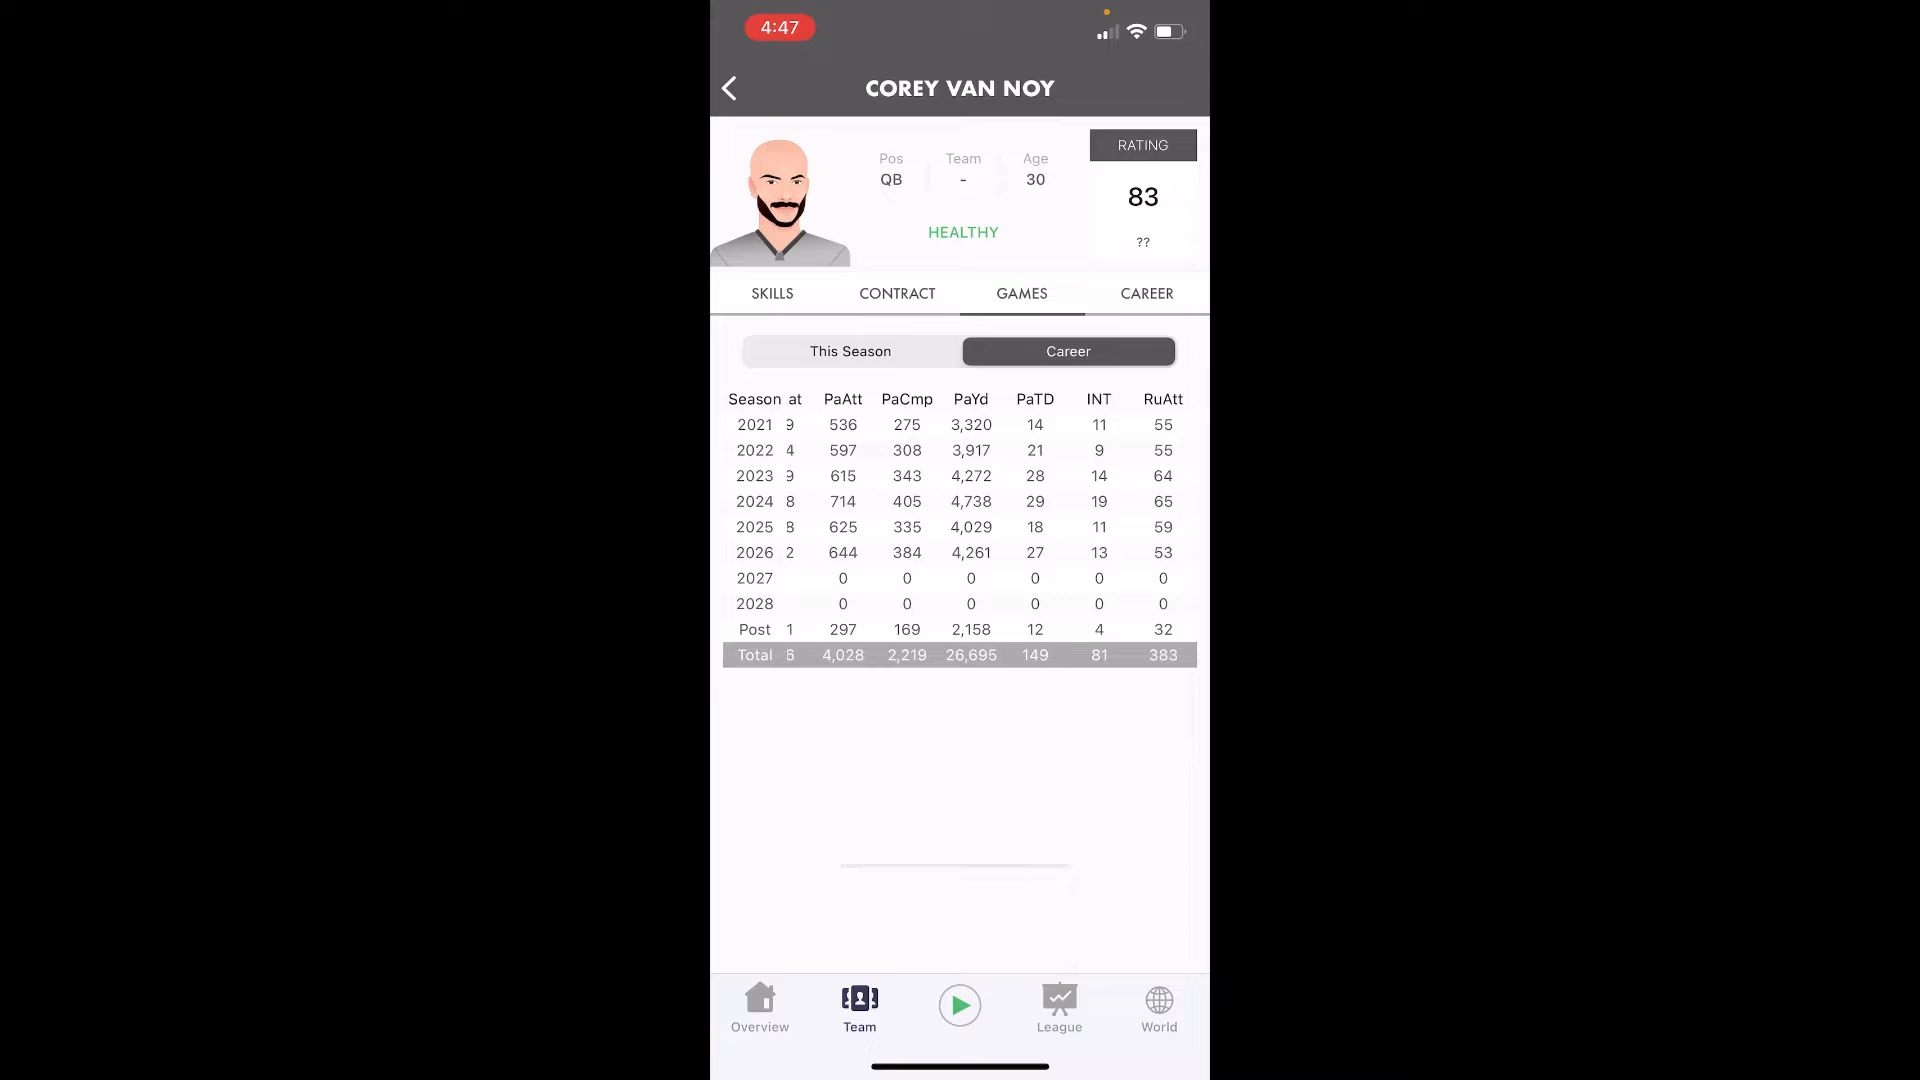 4:47
COREY VAN NOY
Pos Team Age RATING
QB - 30
83
HEALTHY
??
SKILLS CONTRACT GAMES CAREER
This Season Career
Season at PaAtt PaCmp PaYd PaTD INT RuAtt
2021 9 536 275 3,320 14 11 55
2022 4 597 308 3,917 21 9 55
2023 9 615 343 4,272 28 14 64
2024 8 714 405 4,738 29 19 65
2025 8 625 335 4,029 18 11 59
2026 2 644 384 4,261 27 13 53
2027 0 0 0 0 0 0
2028 0 0 0 0 0 0
Post 1 297 169 2,158 12 4 32
Total 6 4,028 2,219 26,695 149 81 383
Overview Team League World